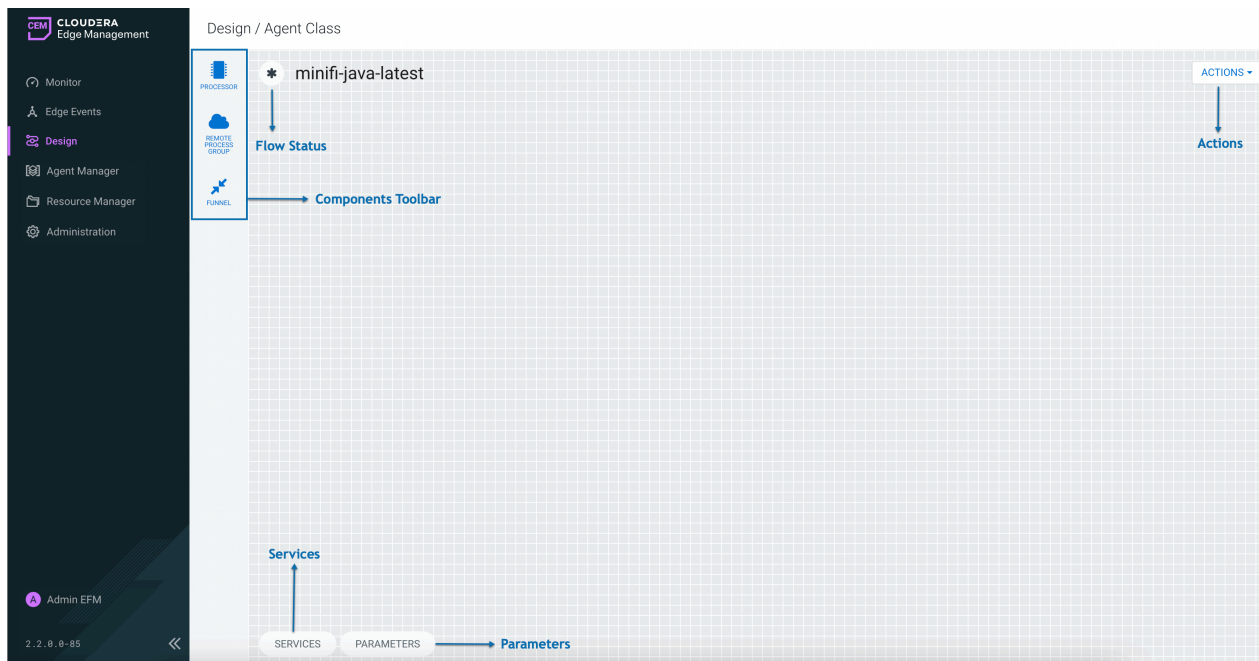 CEM
CLOUDERA
Edge Management
Design / Agent Class
Monitor
Edge Events
Design
Agent Manager
Resource Manager
Administration
PROCESSOR
REMOTE
PROCESS
GROUP
FUNNEL
minifi-java-latest
ACTIONS
Flow Status
Actions
Components Toolbar
Services
A Admin EFM
2.2.0.0-85
SERVICES
PARAMETERS
Parameters